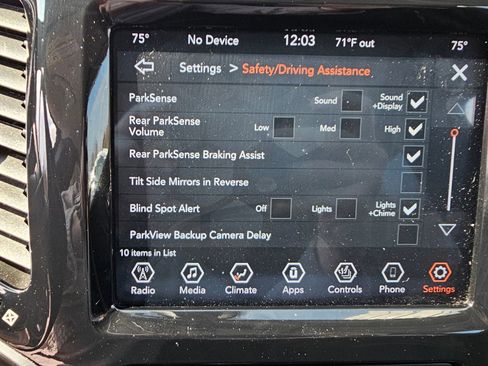 75° No Device 12:03 71°F out 75°
Settings > Safety/Driving Assistance
ParkSense Sound Sound +Display
Rear ParkSense Volume Low Med High
Rear ParkSense Braking Assist
Tilt Side Mirrors in Reverse
Blind Spot Alert Off Lights Lights +Chime
ParkView Backup Camera Delay
10 items in List
Radio Media Climate Apps Controls Phone Settings